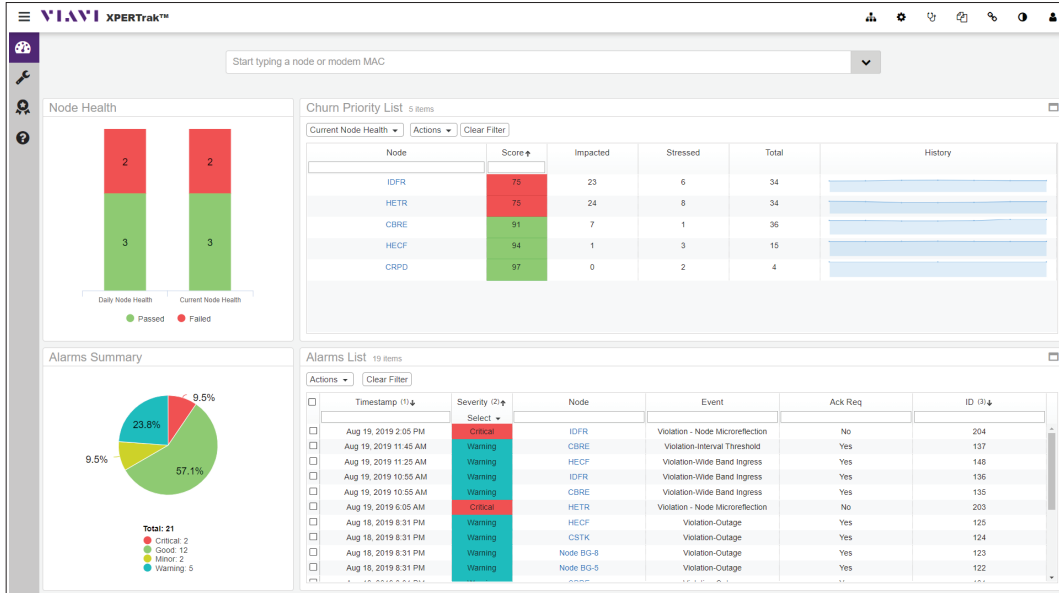 VIAVI XPERTrak™
Start typing a node or modem MAC
Node Health
2 2
3 3
Daily Node Health Current Node Health
Passed Failed
Churn Priority List 5 items
Current Node Health Actions Clear Filter
Node Score Impacted Stressed Total History
IDFR 75 23 6 34
HETR 75 24 8 34
CBRE 91 7 1 36
HECF 94 1 3 15
CRPD 97 0 2 4
Alarms Summary
9.5%
23.8%
9.5%
57.1%
Total: 21
Critical: 2
Good: 12
Minor: 2
Warning: 5
Alarms List 19 items
Actions Clear Filter
Timestamp (1) Severity (2) Node Event Ack Req ID (3)
Select
Aug 19, 2019 2:05 PM Critical IDFR Violation - Node Microreflection No 204
Aug 19, 2019 11:45 AM Warning CBRE Violation-Interval Threshold Yes 137
Aug 19, 2019 11:25 AM Warning HECF Violation-Wide Band Ingress Yes 148
Aug 19, 2019 10:55 AM Warning IDFR Violation-Wide Band Ingress Yes 136
Aug 19, 2019 10:55 AM Warning CBRE Violation-Wide Band Ingress Yes 135
Aug 19, 2019 6:05 AM Critical HETR Violation - Node Microreflection No 203
Aug 18, 2019 8:31 PM Warning HECF Violation-Outage Yes 125
Aug 18, 2019 8:31 PM Warning CSTK Violation-Outage Yes 124
Aug 18, 2019 8:31 PM Warning Node BG-8 Violation-Outage Yes 123
Aug 18, 2019 8:31 PM Warning Node BG-5 Violation-Outage Yes 122